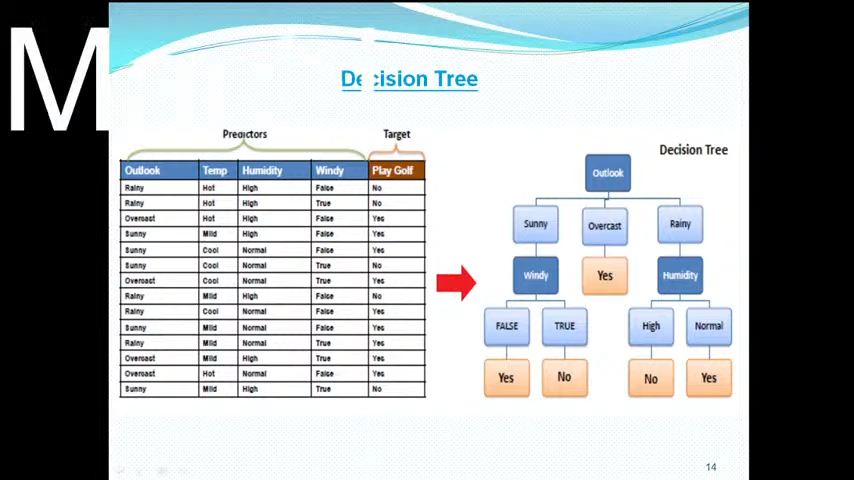 M
Decision Tree
Predictors Target
Outlook Temp Humidity Windy Play Golf
Rainy Hot High False No
Rainy Hot High True No
Overcast Hot High False Yes
Sunny Mild High False Yes
Sunny Cool Normal False Yes
Sunny Cool Normal True No
Overcast Cool Normal True Yes
Rainy Mild High False No
Rainy Cool Normal False Yes
Sunny Mild Normal False Yes
Rainy Mild Normal True Yes
Overcast Mild High True Yes
Overcast Hot Normal False Yes
Sunny Mild High True No
Decision Tree
Outlook
Sunny Overcast Rainy
Windy Yes Humidity
FALSE TRUE High Normal
Yes No No Yes
14